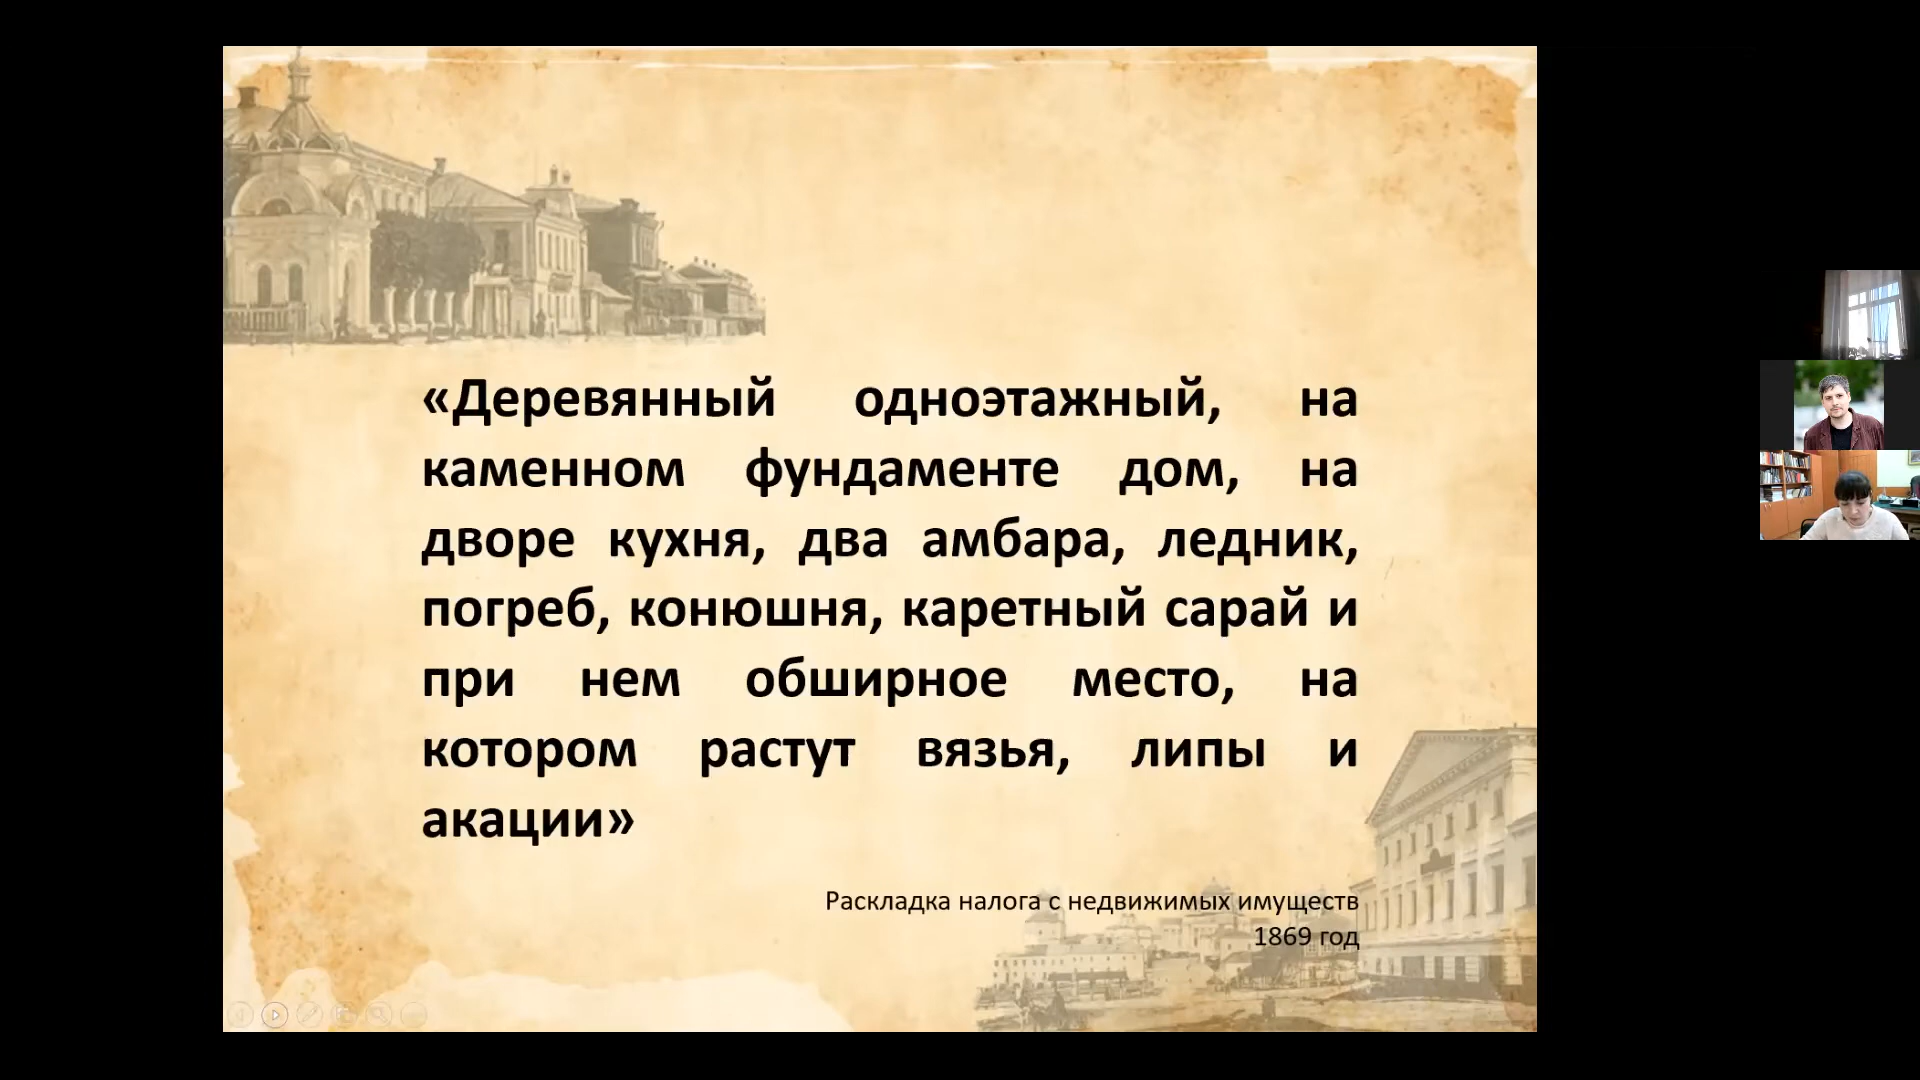 «Деревянный одноэтажный, на
каменном фундаменте дом, на
дворе кухня, два амбара, ледник,
погреб, конюшня, каретный сарай и
при нем обширное место, на
котором растут вязья, липы и
акации»
Раскладка налога с недвижимых имуществ
1869 год